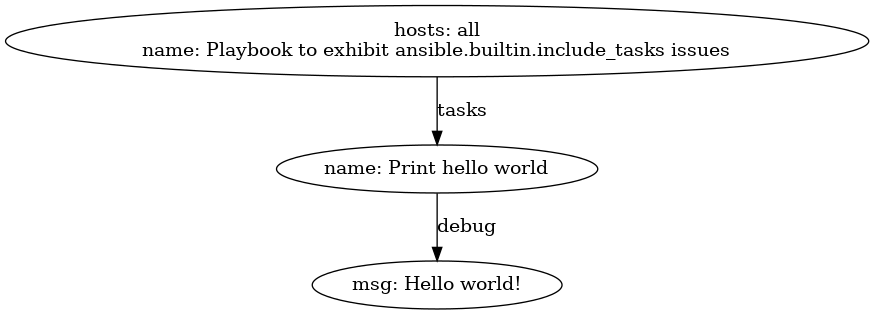 hosts: all
name: Playbook to exhibit ansible.builtin.include_tasks issues
tasks
name: Print hello world
debug
msg: Hello world!